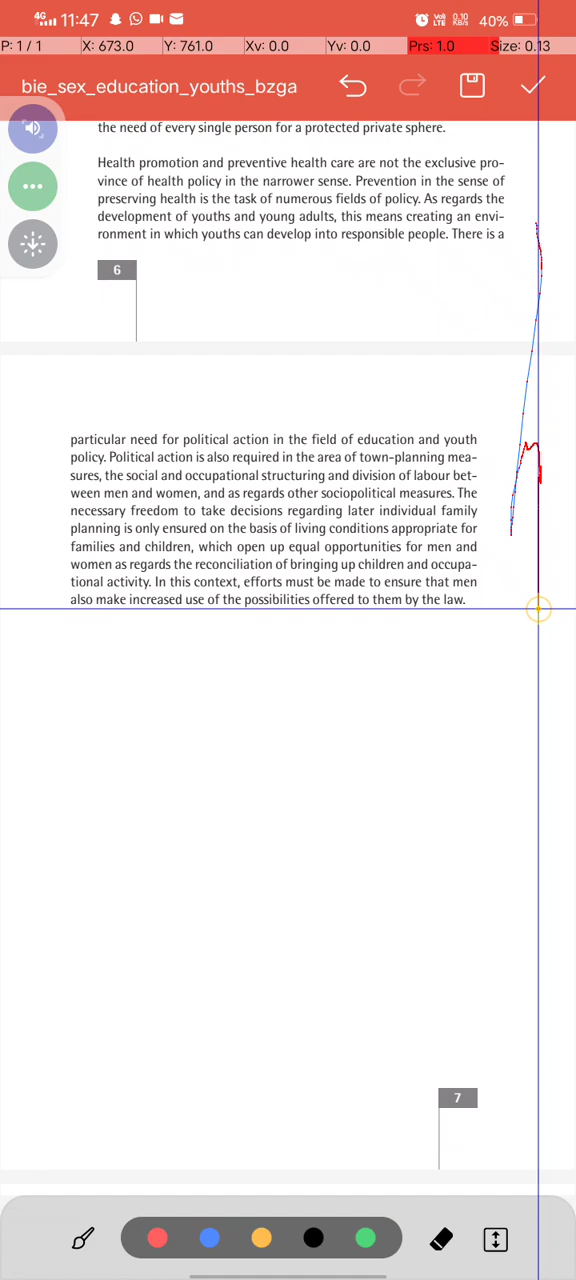 4G 11:47 Vo) LTE 0.10 KB/s 40%
P: 1 / 1 X: 673.0 Y: 761.0 Xv: 0.0 Yv: 0.0 Prs: 1.0 Size: 0.13
bie_sex_education_youths_bzga
the need of every single person for a protected private sphere.
Health promotion and preventive health care are not the exclusive pro-
vince of health policy in the narrower sense. Prevention in the sense of
preserving health is the task of numerous fields of policy. As regards the
development of youths and young adults, this means creating an envi-
ronment in which youths can develop into responsible people. There is a
6
particular need for political action in the field of education and youth
policy. Political action is also required in the area of town-planning mea-
sures, the social and occupational structuring and division of labour bet-
ween men and women, and as regards other sociopolitical measures. The
necessary freedom to take decisions regarding later individual family
planning is only ensured on the basis of living conditions appropriate for
families and children, which open up equal opportunities for men and
women as regards the reconciliation of bringing up children and occupa-
tional activity. In this context, efforts must be made to ensure that men
also make increased use of the possibilities offered to them by the law.
7